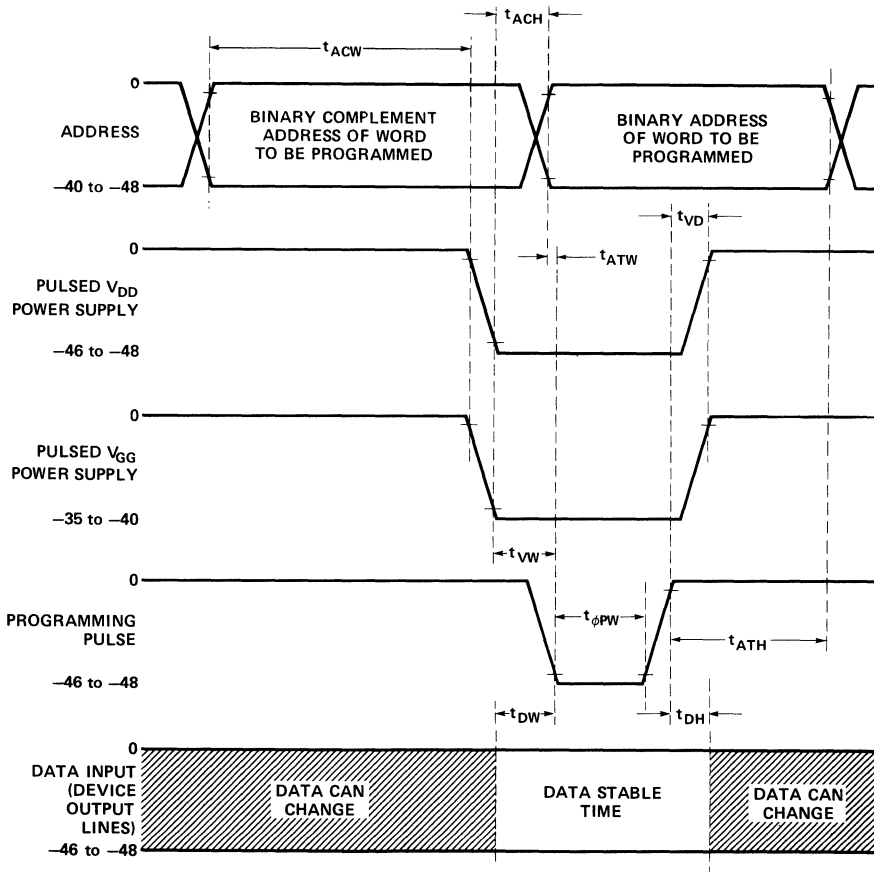 tACH
tACW
0
ADDRESS
BINARY COMPLEMENT
ADDRESS OF WORD
TO BE PROGRAMMED
BINARY ADDRESS
OF WORD TO BE
PROGRAMMED
−40 to −48
tVD
0
tATW
PULSED VDD
POWER SUPPLY
−46 to −48
0
PULSED VGG
POWER SUPPLY
−35 to −40
tVW
0
PROGRAMMING
PULSE
tϕPW
tATH
−46 to −48
tDW
tDH
0
DATA INPUT
(DEVICE
OUTPUT
LINES)
DATA CAN
CHANGE
DATA STABLE
TIME
DATA CAN
CHANGE
−46 to −48